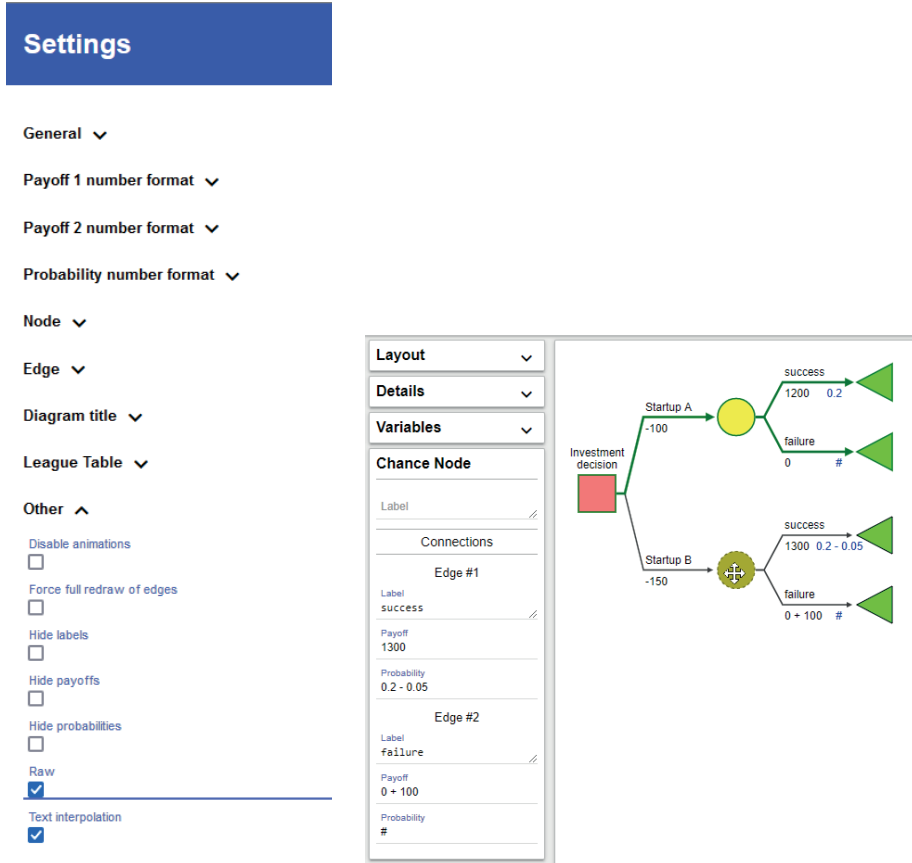 Settings
General
Payoff 1 number format
Payoff 2 number format
Probability number format
Node
Edge
Diagram title
League Table
Other
Disable animations
Force full redraw of edges
Hide labels
Hide payoffs
Hide probabilities
Raw
Text interpolation
Layout
Details
Variables
Chance Node
Label
Connections
Edge #1
Label
success
Payoff
1300
Probability
0.2 - 0.05
Edge #2
Label
failure
Payoff
0 + 100
Probability
#
Investment
decision
Startup A
-100
success
1200 0.2
failure
0 #
Startup B
-150
success
1300 0.2 - 0.05
failure
0 + 100 #